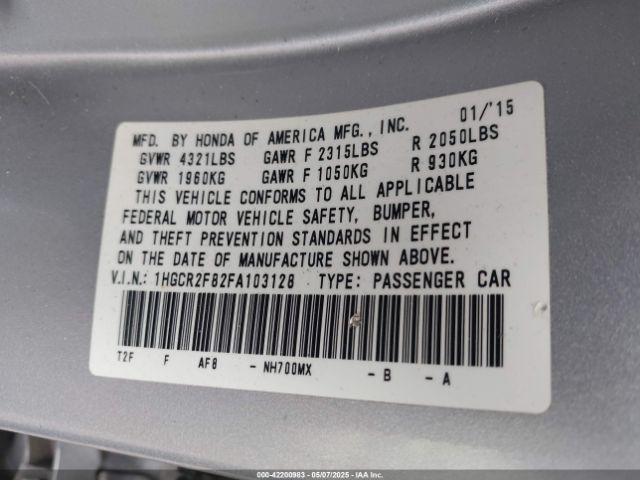 MFD. BY HONDA OF AMERICA MFG., INC. 01/'15
GVWR 4321LBS GAWR F 2315LBS R 2050LBS
GVWR 1960KG GAWR F 1050KG R 930KG
THIS VEHICLE CONFORMS TO ALL APPLICABLE
FEDERAL MOTOR VEHICLE SAFETY, BUMPER,
AND THEFT PREVENTION STANDARDS IN EFFECT
ON THE DATE OF MANUFACTURE SHOWN ABOVE.
V.I.N.: 1HGCR2F82FA103128 TYPE: PASSENGER CAR
T2F F AF8 - NH700MX - B - A
000-42200983 - 05/07/2025 - IAA Inc.